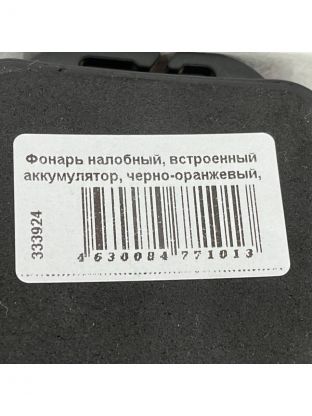 Фонарь налобный, встроенный
аккумулятор, черно-оранжевый,
333924
4 630084 771013